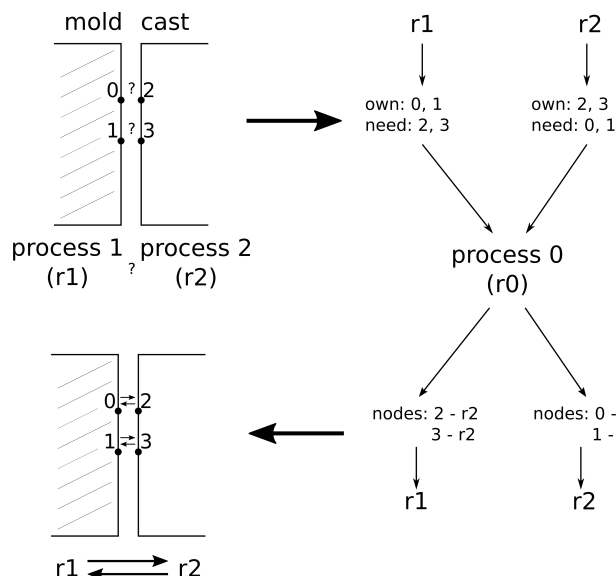 mold cast
r1 r2
0 ? 2
1 ? 3
own: 0, 1
need: 2, 3
own: 2, 3
need: 0, 1
process 1 process 2
(r1) ? (r2)
process 0
(r0)
0 2
1 3
nodes: 2 - r2
3 - r2
nodes: 0 -
1 -
r1 r2
r1 r2